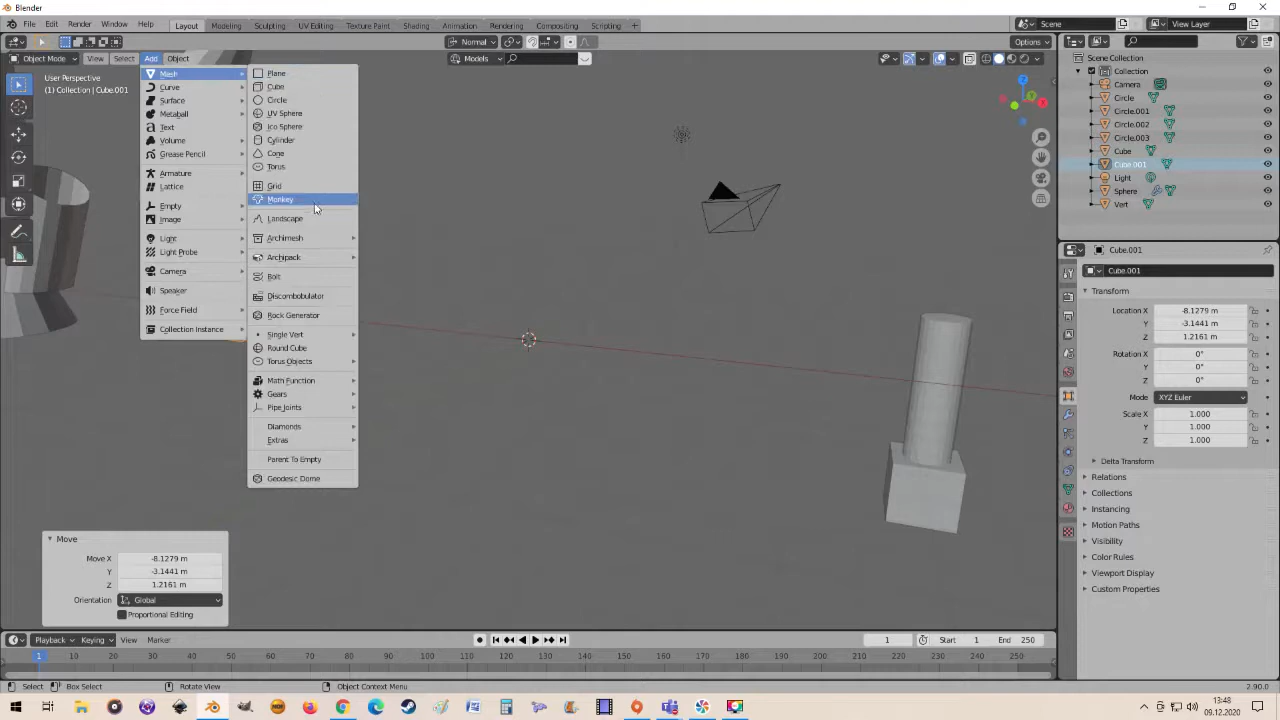 Blender
File Edit Render Window Help Layout Modeling Sculpting UV Editing Texture Paint Shading Animation Rendering Compositing Scripting + Scene View Layer
Normal Options
Object Mode View Select Add Object Models
User Perspective
(1) Collection | Cube.001
Mesh
Curve
Surface
Metaball
Text
Volume
Grease Pencil
Armature
Lattice
Empty
Image
Light
Light Probe
Camera
Speaker
Force Field
Collection Instance
Plane
Cube
Circle
UV Sphere
Ico Sphere
Cylinder
Cone
Torus
Grid
Monkey
Landscape
Archimesh
Archipack
Bolt
Discombobulator
Rock Generator
Single Vert
Round Cube
Torus Objects
Math Function
Gears
Pipe Joints
Diamonds
Extras
Parent To Empty
Geodesic Dome
Z
Scene Collection
Collection
Camera
Circle
Circle.001
Circle.002
Circle.003
Cube
Cube.001
Light
Sphere
Vert
Cube.001
Cube.001
Transform
Location X -8.1279 m
Y -3.1441 m
Z 1.2161 m
Rotation X 0°
Y 0°
Z 0°
Mode XYZ Euler
Scale X 1.000
Y 1.000
Z 1.000
Delta Transform
Relations
Collections
Instancing
Motion Paths
Visibility
Color Rules
Viewport Display
Custom Properties
Move
Move X -8.1279 m
Y -3.1441 m
Z 1.2161 m
Orientation Global
Proportional Editing
Playback Keying View Marker 1 Start 1 End 250
1 10 20 30 40 50 60 70 80 90 100 110 120 130 140 150 160 170 180 190 200 210 220 230 240 250
Select Box Select Rotate View Object Context Menu 2.90.0
13:48
09.12.2020